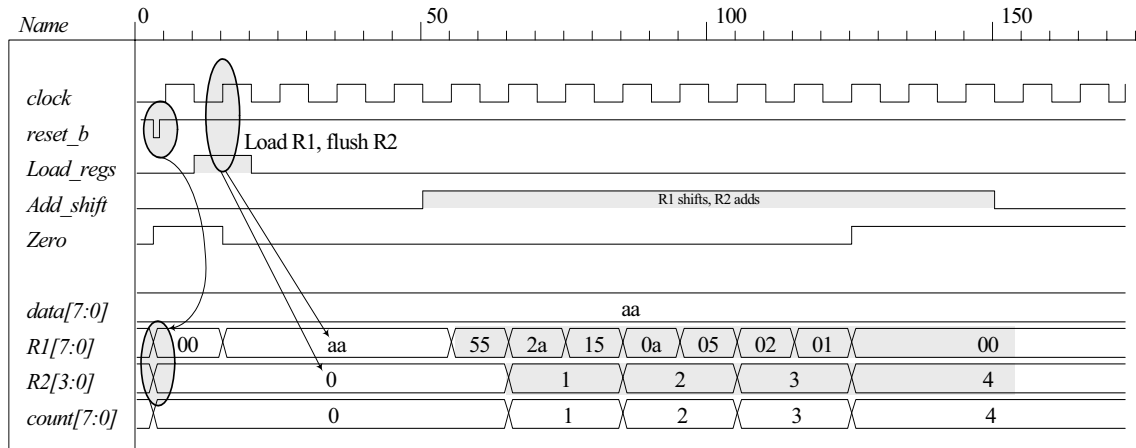 Name 0 50 100 150
clock
reset_b
Load R1, flush R2
Load_regs
Add_shift R1 shifts, R2 adds
Zero
data[7:0] aa
R1[7:0] 00 aa 55 2a 15 0a 05 02 01 00
R2[3:0] 0 1 2 3 4
count[7:0] 0 1 2 3 4